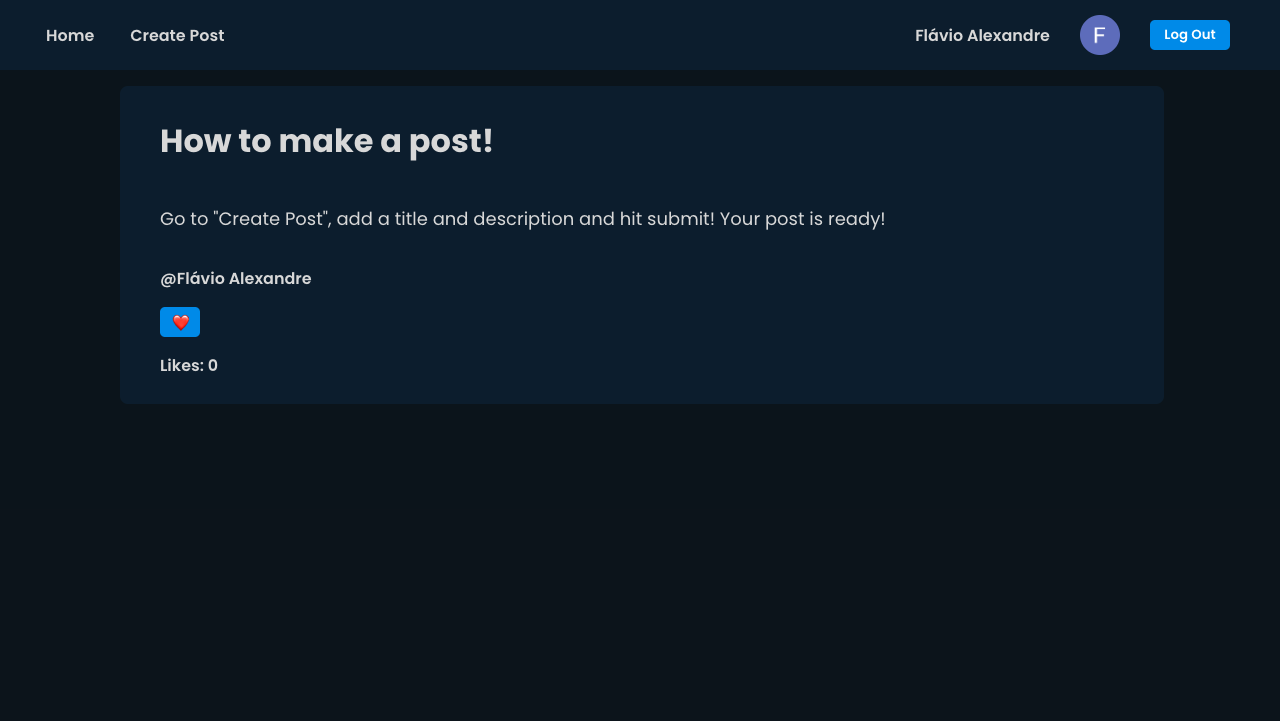 Home
Create Post
Flávio Alexandre
F
Log Out
How to make a post!
Go to "Create Post", add a title and description and hit submit! Your post is ready!
@Flávio Alexandre
❤️
Likes: 0